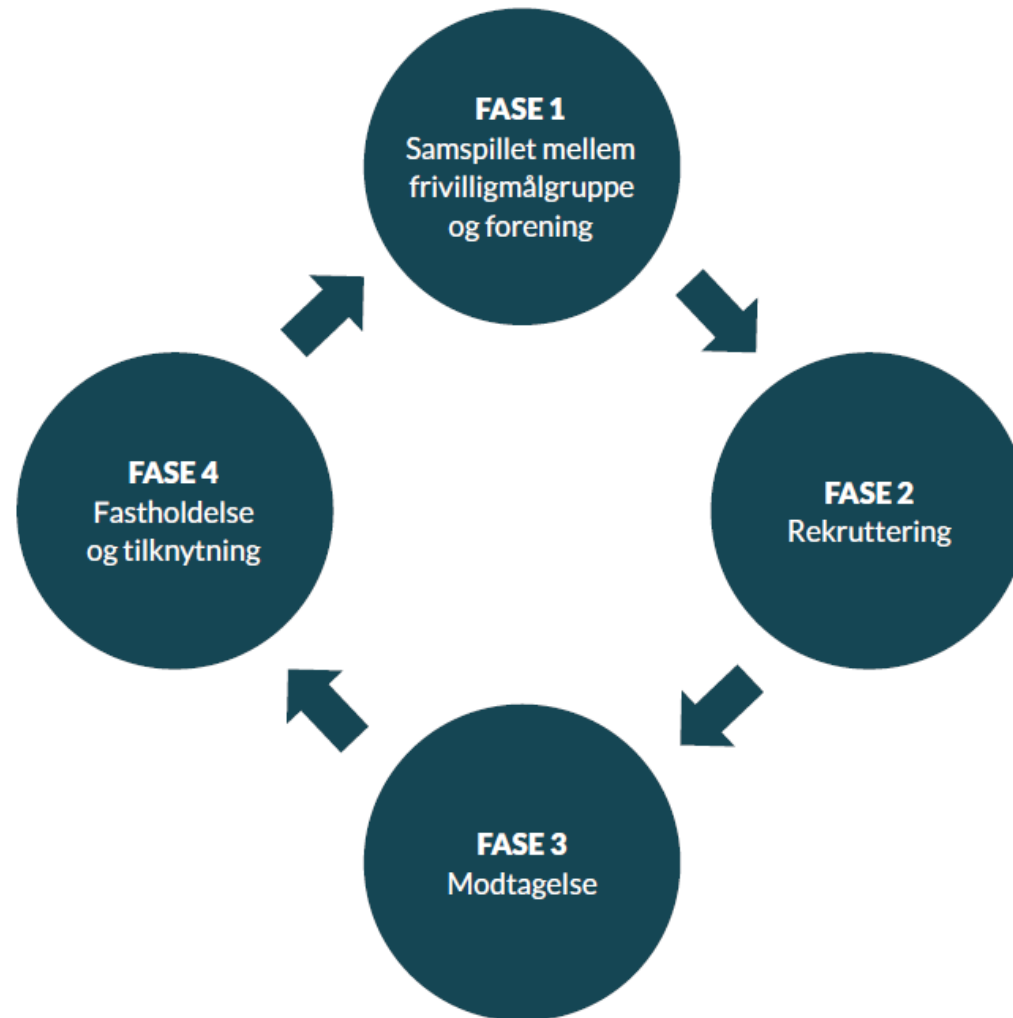 FASE 1
Samspillet mellem
frivilligmålgruppe
og forening
FASE 2
Rekruttering
FASE 3
Modtagelse
FASE 4
Fastholdelse
og tilknytning